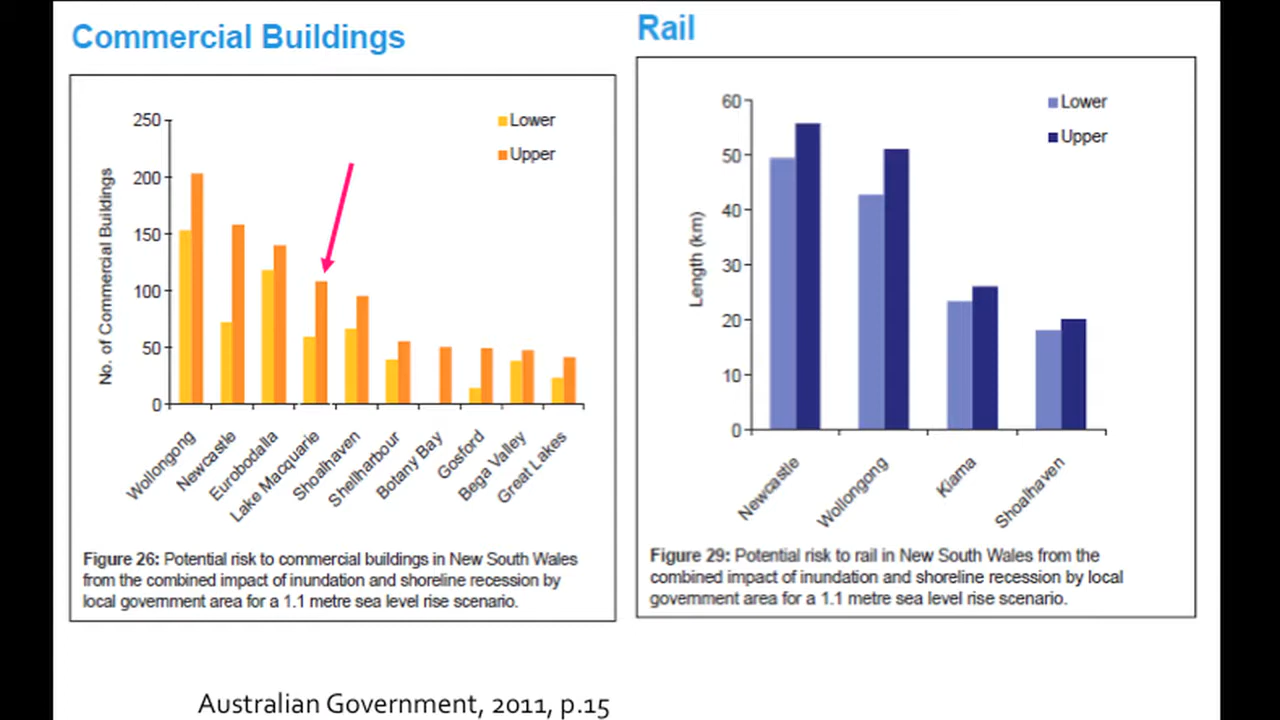 Commercial Buildings
250
200
150
100
50
0
No. of Commercial Buildings
Lower
Upper
Wollongong
Newcastle
Eurobodalla
Lake Macquarie
Shoalhaven
Shellharbour
Botany Bay
Gosford
Bega Valley
Great Lakes
Figure 26: Potential risk to commercial buildings in New South Wales
from the combined impact of inundation and shoreline recession by
local government area for a 1.1 metre sea level rise scenario.
Rail
60
50
40
30
20
10
0
Length (km)
Lower
Upper
Newcastle
Wollongong
Kiama
Shoalhaven
Figure 29: Potential risk to rail in New South Wales from the
combined impact of inundation and shoreline recession by local
government area for a 1.1 metre sea level rise scenario.
Australian Government, 2011, p.15